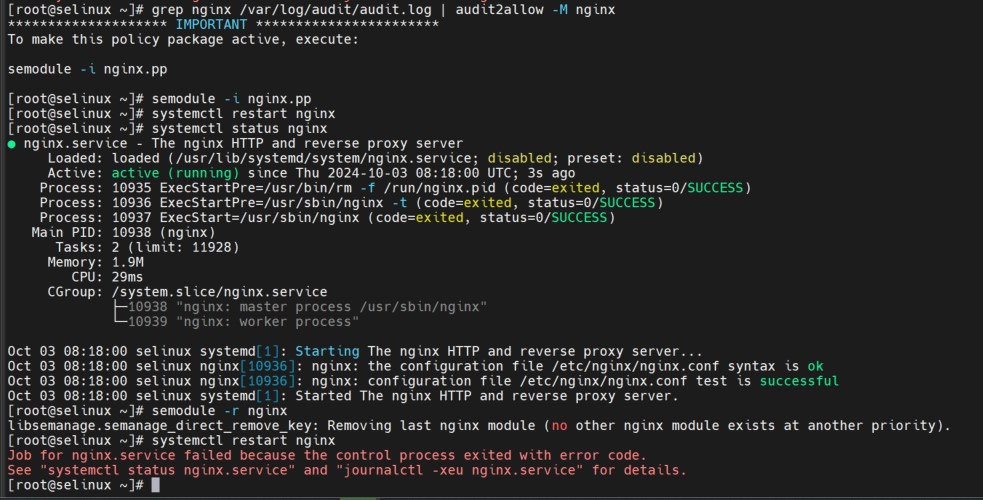 [root@selinux ~]# grep nginx /var/log/audit/audit.log | audit2allow -M nginx
******************** IMPORTANT ***********************
To make this policy package active, execute:

semodule -i nginx.pp

[root@selinux ~]# semodule -i nginx.pp
[root@selinux ~]# systemctl restart nginx
[root@selinux ~]# systemctl status nginx
● nginx.service - The nginx HTTP and reverse proxy server
     Loaded: loaded (/usr/lib/systemd/system/nginx.service; disabled; preset: disabled)
     Active: active (running) since Thu 2024-10-03 08:18:00 UTC; 3s ago
    Process: 10935 ExecStartPre=/usr/bin/rm -f /run/nginx.pid (code=exited, status=0/SUCCESS)
    Process: 10936 ExecStartPre=/usr/sbin/nginx -t (code=exited, status=0/SUCCESS)
    Process: 10937 ExecStart=/usr/sbin/nginx (code=exited, status=0/SUCCESS)
   Main PID: 10938 (nginx)
      Tasks: 2 (limit: 11928)
     Memory: 1.9M
        CPU: 29ms
     CGroup: /system.slice/nginx.service
             ├─10938 "nginx: master process /usr/sbin/nginx"
             └─10939 "nginx: worker process"

Oct 03 08:18:00 selinux systemd[1]: Starting The nginx HTTP and reverse proxy server...
Oct 03 08:18:00 selinux nginx[10936]: nginx: the configuration file /etc/nginx/nginx.conf syntax is ok
Oct 03 08:18:00 selinux nginx[10936]: nginx: configuration file /etc/nginx/nginx.conf test is successful
Oct 03 08:18:00 selinux systemd[1]: Started The nginx HTTP and reverse proxy server.
[root@selinux ~]# semodule -r nginx
libsemanage.semanage_direct_remove_key: Removing last nginx module (no other nginx module exists at another priority).
[root@selinux ~]# systemctl restart nginx
Job for nginx.service failed because the control process exited with error code.
See "systemctl status nginx.service" and "journalctl -xeu nginx.service" for details.
[root@selinux ~]#